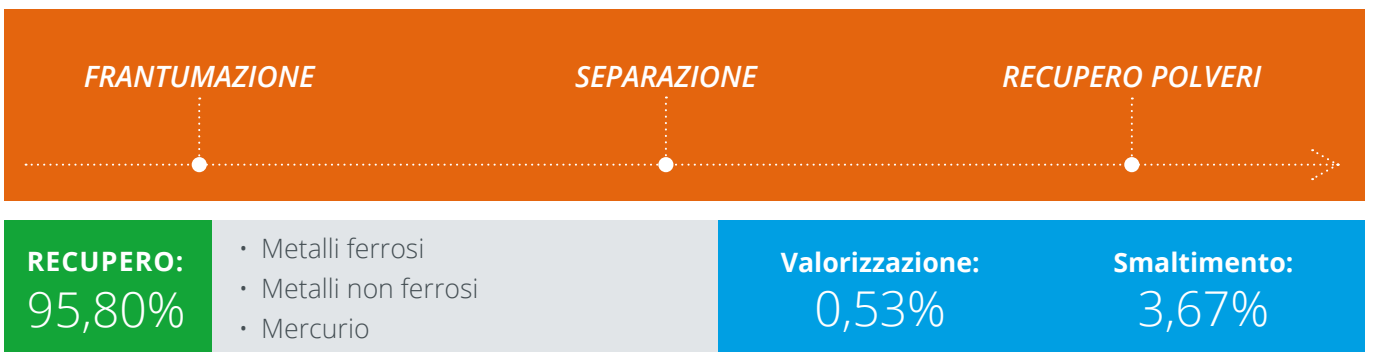 FRANTUMAZIONE
SEPARAZIONE
RECUPERO POLVERI
RECUPERO:
95,80%
• Metalli ferrosi
• Metalli non ferrosi
• Mercurio
Valorizzazione:
0,53%
Smaltimento:
3,67%